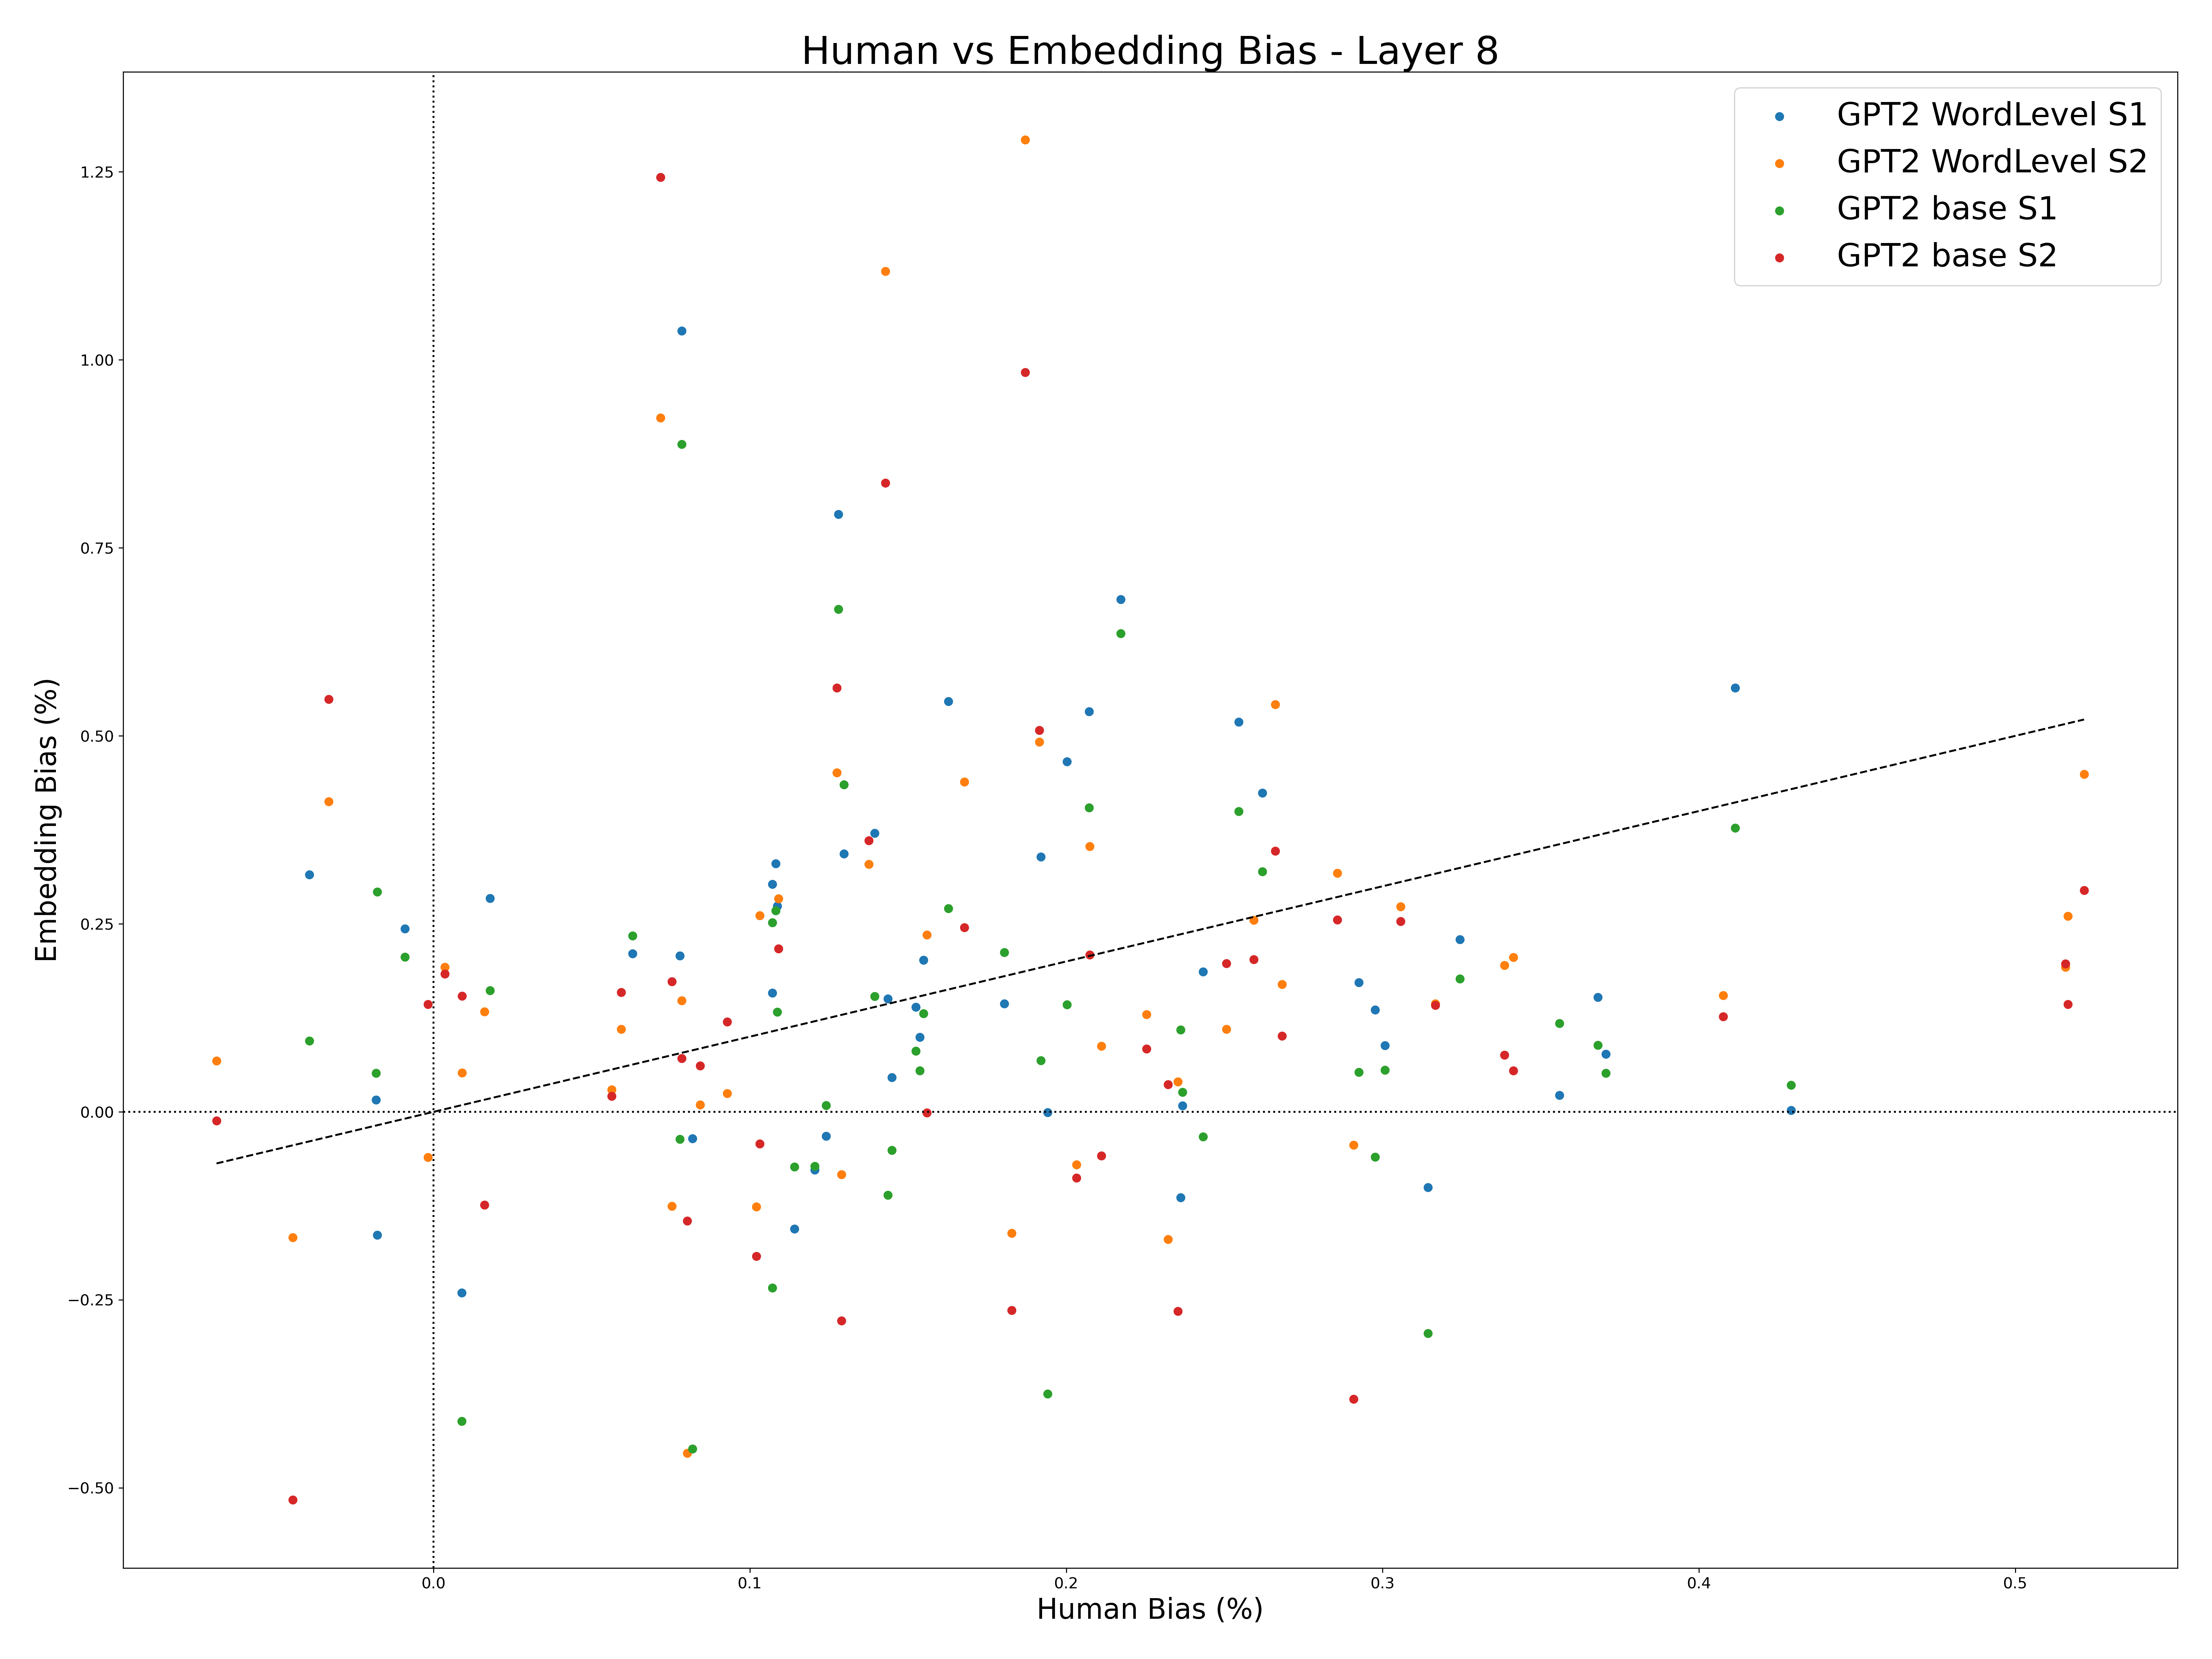 Human vs Embedding Bias - Layer 8
GPT2 WordLevel S1
GPT2 WordLevel S2
GPT2 base S1
GPT2 base S2
Embedding Bias (%)
1.25
1.00
0.75
0.50
0.25
0.00
−0.25
−0.50
0.0 0.1 0.2 0.3 0.4 0.5
Human Bias (%)